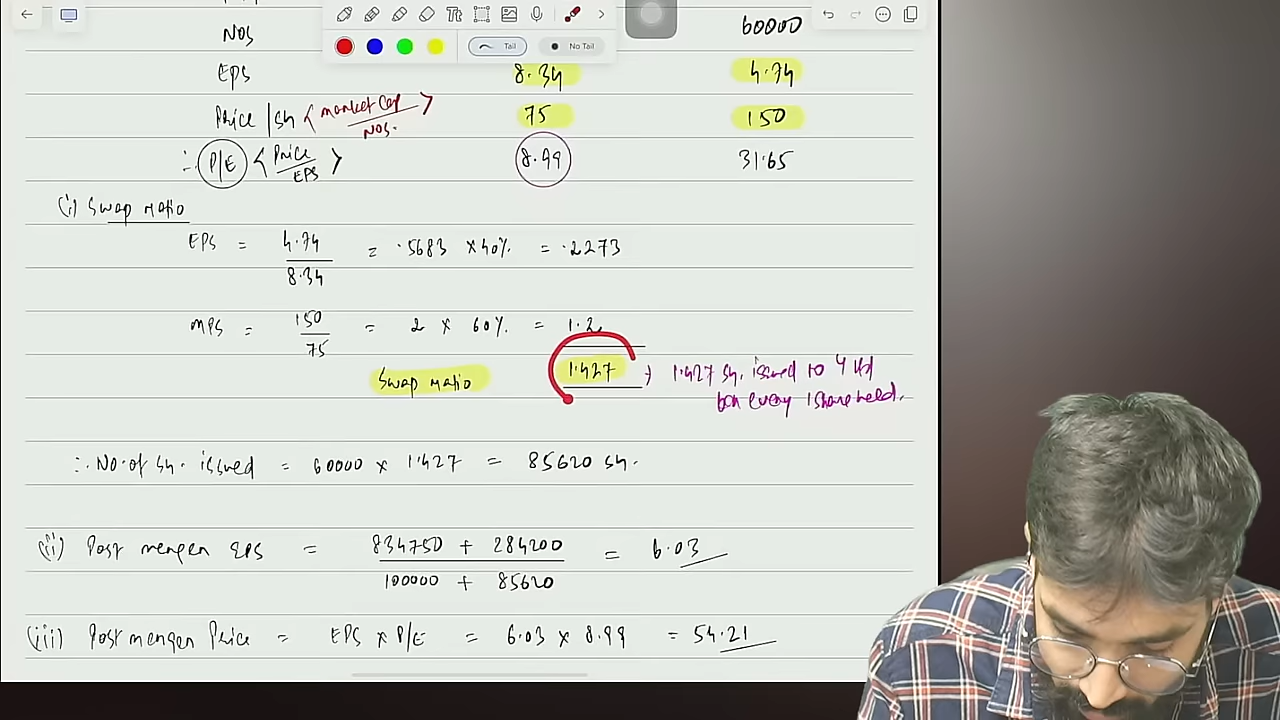 Tt
Tail
No Tail
NOS 60000
EPS 8.34 4.74
Price /sh < market Cap / NOS. > 75 150
∴ P/E < Price / EPS > 8.99 31.65
(i) Swap Ratio
EPS = 4.74 / 8.34 = .5683 x 40% = .2273
MPS = 150 / 75 = 2 x 60% = 1.2
Swap Ratio 1.427 → 1.427 sh. issued to
every 1 share held.
∴ No. of sh. issued = 60000 x 1.427 = 85620 sh.
(ii) Post merger EPS = 834750 + 284200 / 100000 + 85620 = 6.03
(iii) Post merger Price = EPS x P/E = 6.03 x 8.99 = 54.21